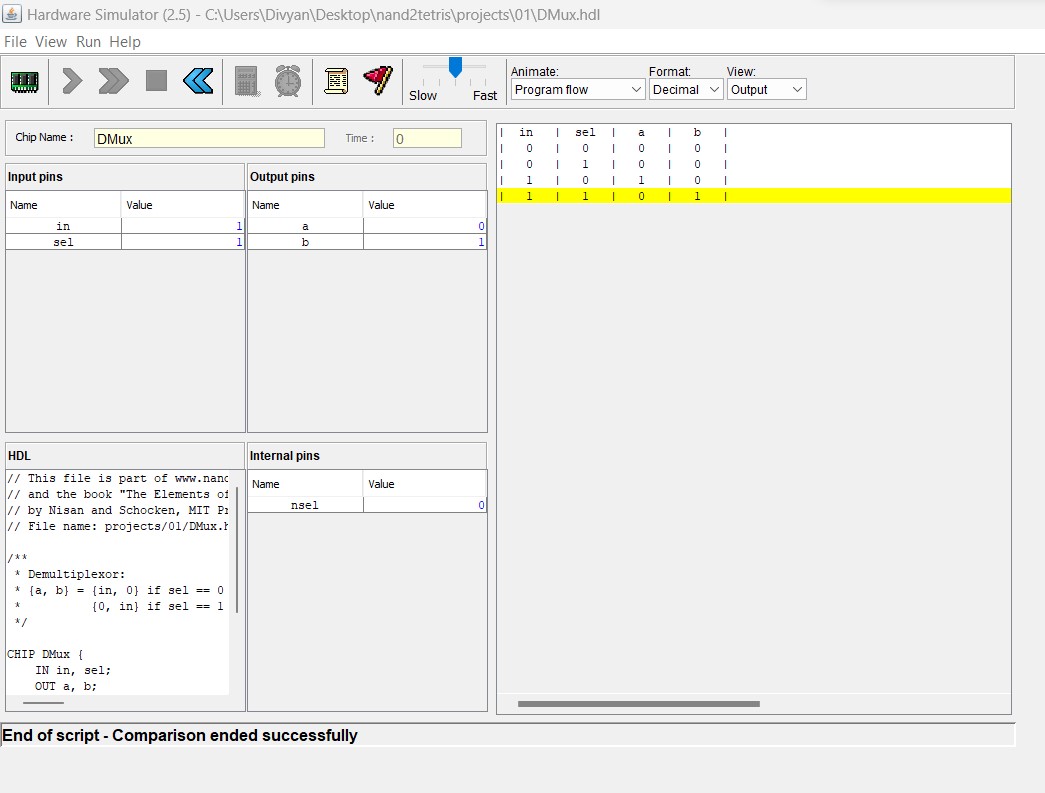 Hardware Simulator (2.5) - C:\Users\Divyan\Desktop\nand2tetris\projects\01\DMux.hdl
File View Run Help
Slow Fast
Animate: Format: View:
Program flow Decimal Output
Chip Name : DMux Time : 0
Input pins
Name Value
in 1
sel 1
Output pins
Name Value
a 0
b 1
HDL
// This file is part of www.nand
// and the book "The Elements of
// by Nisan and Schocken, MIT Pr
// File name: projects/01/DMux.h
/**
* Demultiplexor:
* {a, b} = {in, 0} if sel == 0
* {0, in} if sel == 1
*/
CHIP DMux {
IN in, sel;
OUT a, b;
Internal pins
Name Value
nsel 0
| in | sel | a | b |
| 0 | 0 | 0 | 0 |
| 0 | 1 | 0 | 0 |
| 1 | 0 | 1 | 0 |
| 1 | 1 | 0 | 1 |
End of script - Comparison ended successfully